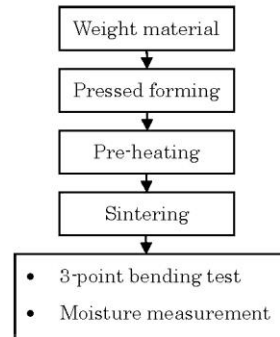 Weight material
Pressed forming
Pre-heating
Sintering
• 3-point bending test
• Moisture measurement